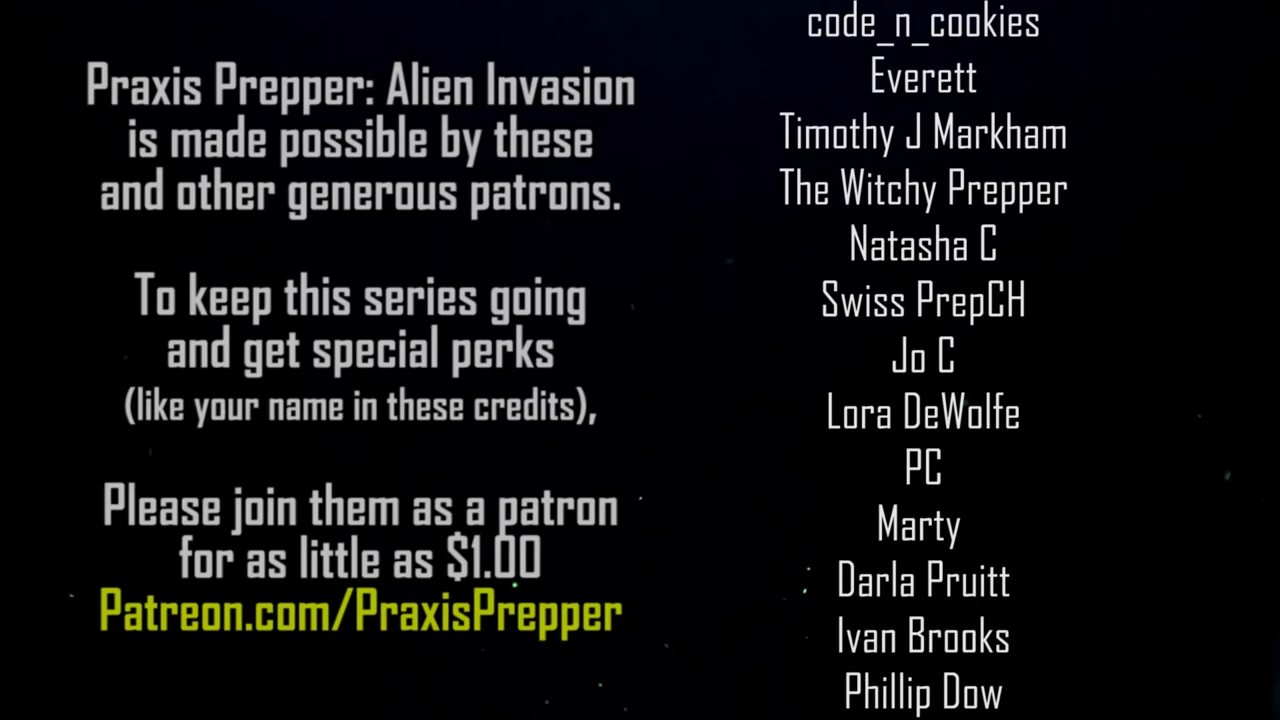 Praxis Prepper: Alien Invasion
is made possible by these
and other generous patrons.
To keep this series going
and get special perks
(like your name in these credits),
Please join them as a patron
for as little as $1.00
Patreon.com/PraxisPrepper
code_n_cookies
Everett
Timothy J Markham
The Witchy Prepper
Natasha C
Swiss PrepCH
Jo C
Lora DeWolfe
PC
Marty
Darla Pruitt
Ivan Brooks
Phillip Dow